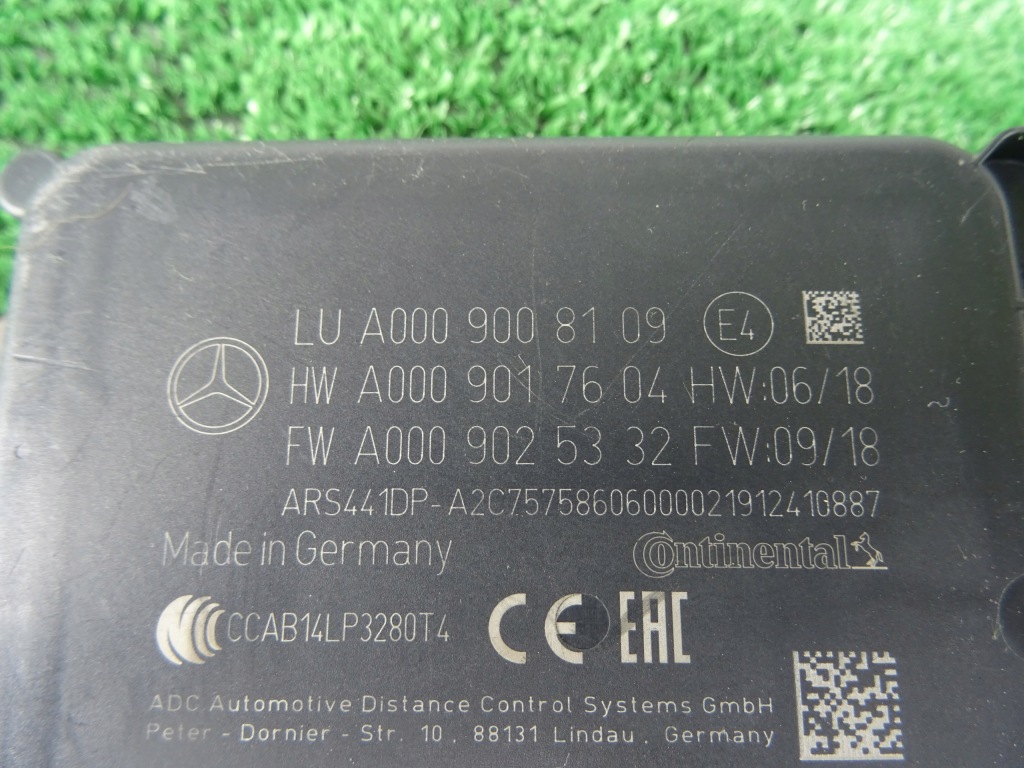 LU A000 900 81 09 E4
HW A000 901 76 04 HW:06/18
FW A000 902 53 32 FW:09/18
ARS441DP-A2C75758606000021912410887
Made in Germany Continental
CCAB14LP3280T4 CE EAC
ADC Automotive Distance Control Systems GmbH
Peter - Dornier - Str. 10 . 88131 Lindau . Germany